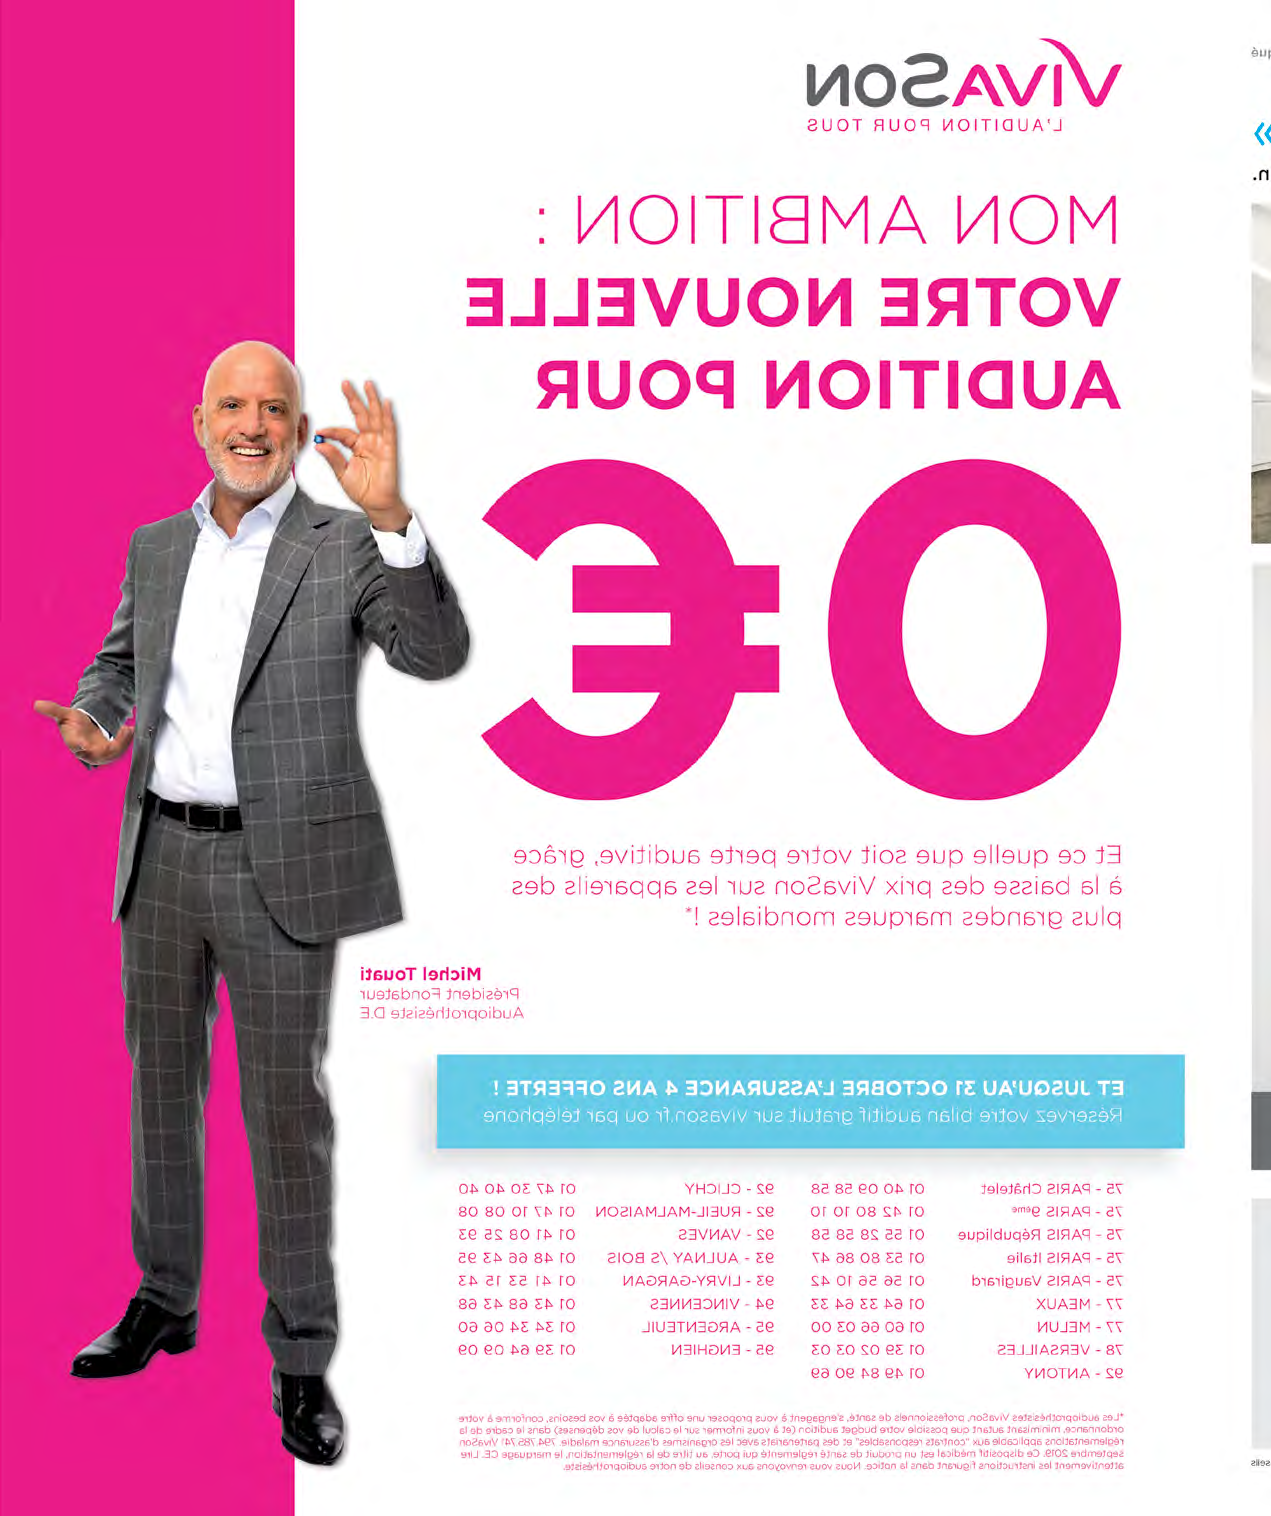 VIVASON
L'AUDITION POUR TOUS
MON AMBITION :
VOTRE NOUVELLE
AUDITION POUR
0€
Et ce quelle que soit votre perte auditive, grâce
à la baisse des prix VivaSon sur les appareils des
plus grandes marques mondiales !*
Michel Touati
Président Fondateur
Audioprothésiste D.E.
ET JUSQU'AU 31 OCTOBRE L'ASSURANCE 4 ANS OFFERTE !
Réservez votre bilan auditif gratuit sur vivason.fr ou par téléphone
75 - PARIS Châtelet 01 40 09 58 58
75 - PARIS 9ème 01 42 80 10 10
75 - PARIS République 01 55 28 58 58
75 - PARIS Italie 01 53 80 86 47
75 - PARIS Vaugirard 01 56 56 10 42
77 - MEAUX 01 64 33 64 33
77 - MELUN 01 60 66 03 00
78 - VERSAILLES 01 39 02 03 03
92 - ANTONY 01 49 84 90 69
92 - CLICHY 01 47 30 40 40
92 - RUEIL-MALMAISON 01 47 10 08 08
92 - VANVES 01 41 08 25 93
93 - AULNAY S/ BOIS 01 48 66 43 95
93 - LIVRY-GARGAN 01 41 53 15 43
94 - VINCENNES 01 43 68 43 68
95 - ARGENTEUIL 01 34 34 06 60
95 - ENGHIEN 01 39 64 09 09
*Les audioprothésistes VivaSon, professionnels de santé, s'engagent à vous proposer une offre adaptée à vos besoins, conforme à votre
ordonnance, minimisant autant que possible votre budget audition (et à vous informer sur le calcul de vos dépenses) dans le cadre de la
réglementations applicable aux "contrats responsables" et des partenariats avec les organismes d'assurance maladie. 794.785.741 VivaSon
septembre 2019. Ce dispositif médical est un produit de santé réglementé qui porte, au titre de la réglementation, le marquage CE. Lire
attentivement les instructions figurant dans la notice. Nous vous renvoyons aux conseils de notre audioprothésiste.
qué
»
n.
seils